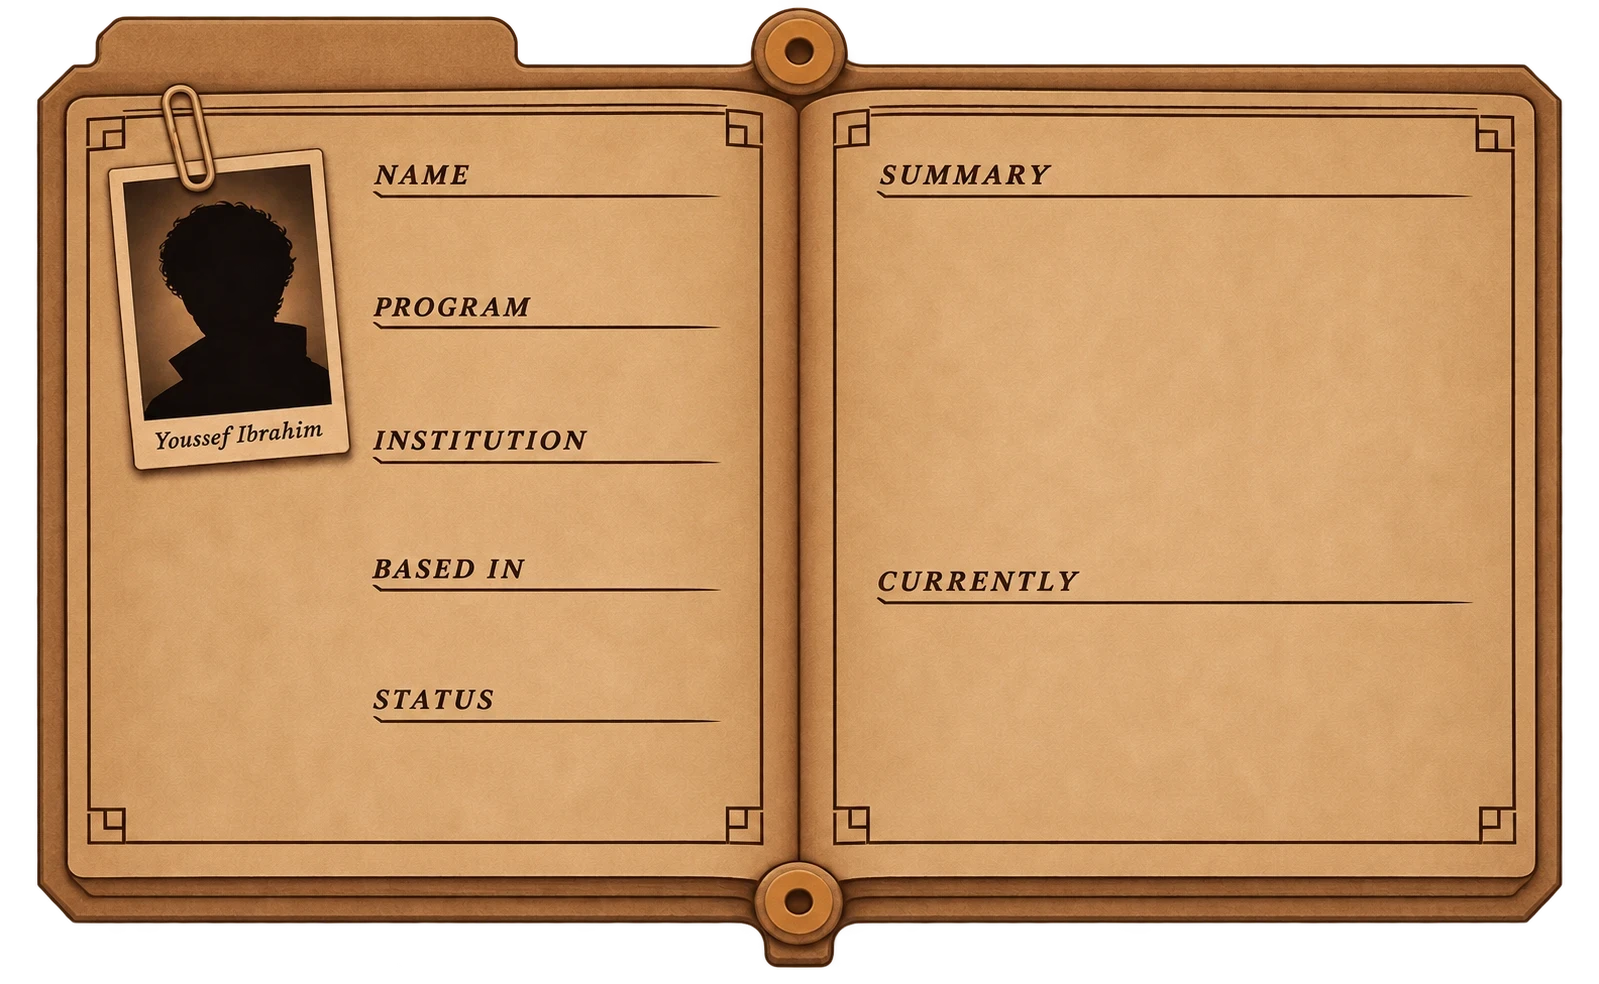 Youssef Ibrahim
NAME
PROGRAM
INSTITUTION
BASED IN
STATUS
SUMMARY
CURRENTLY